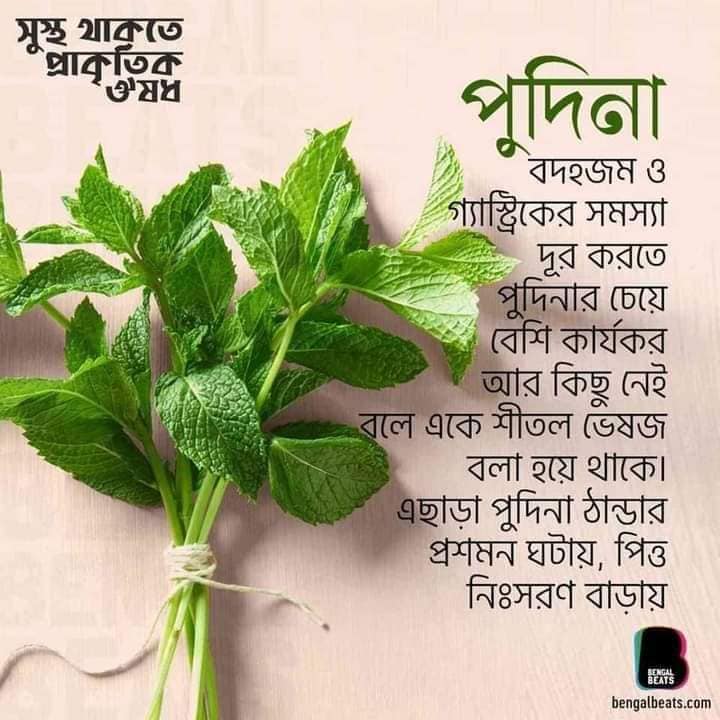 সুস্থ থাকতে
প্রাকৃতিক
ঔষধ
পুদিনা
বদহজম ও
গ্যাস্ট্রিকের সমস্যা
দূর করতে
পুদিনার চেয়ে
বেশি কার্যকর
আর কিছু নেই
বলে একে শীতল ভেষজ
বলা হয়ে থাকে।
এছাড়া পুদিনা ঠান্ডার
প্রশমন ঘটায়, পিত্ত
নিঃসরণ বাড়ায়
BENGAL
BEATS
bengalbeats.com